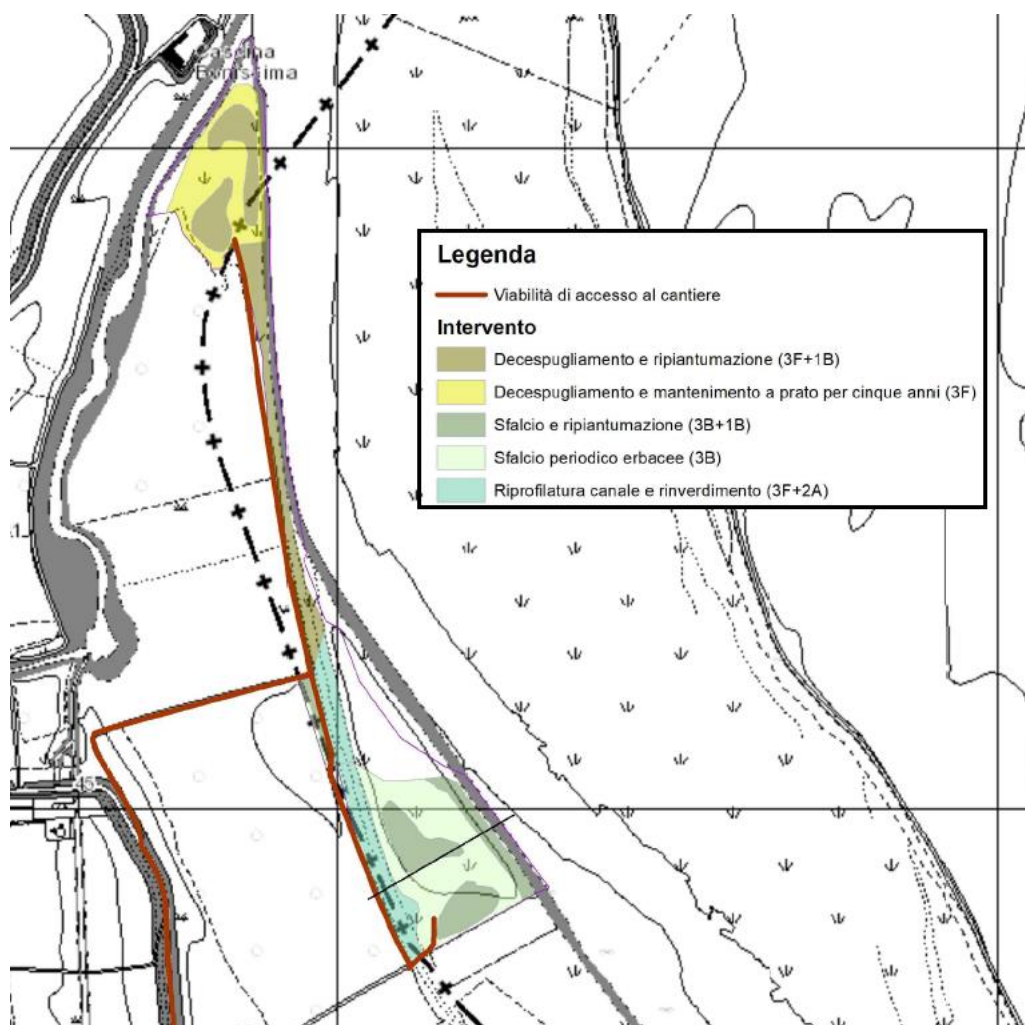 Cascina
Bonissima
Legenda
Viabilità di accesso al cantiere
Intervento
Decespugliamento e ripiantumazione (3F+1B)
Decespugliamento e mantenimento a prato per cinque anni (3F)
Sfalcio e ripiantumazione (3B+1B)
Sfalcio periodico erbacee (3B)
Riprofilatura canale e rinverdimento (3F+2A)